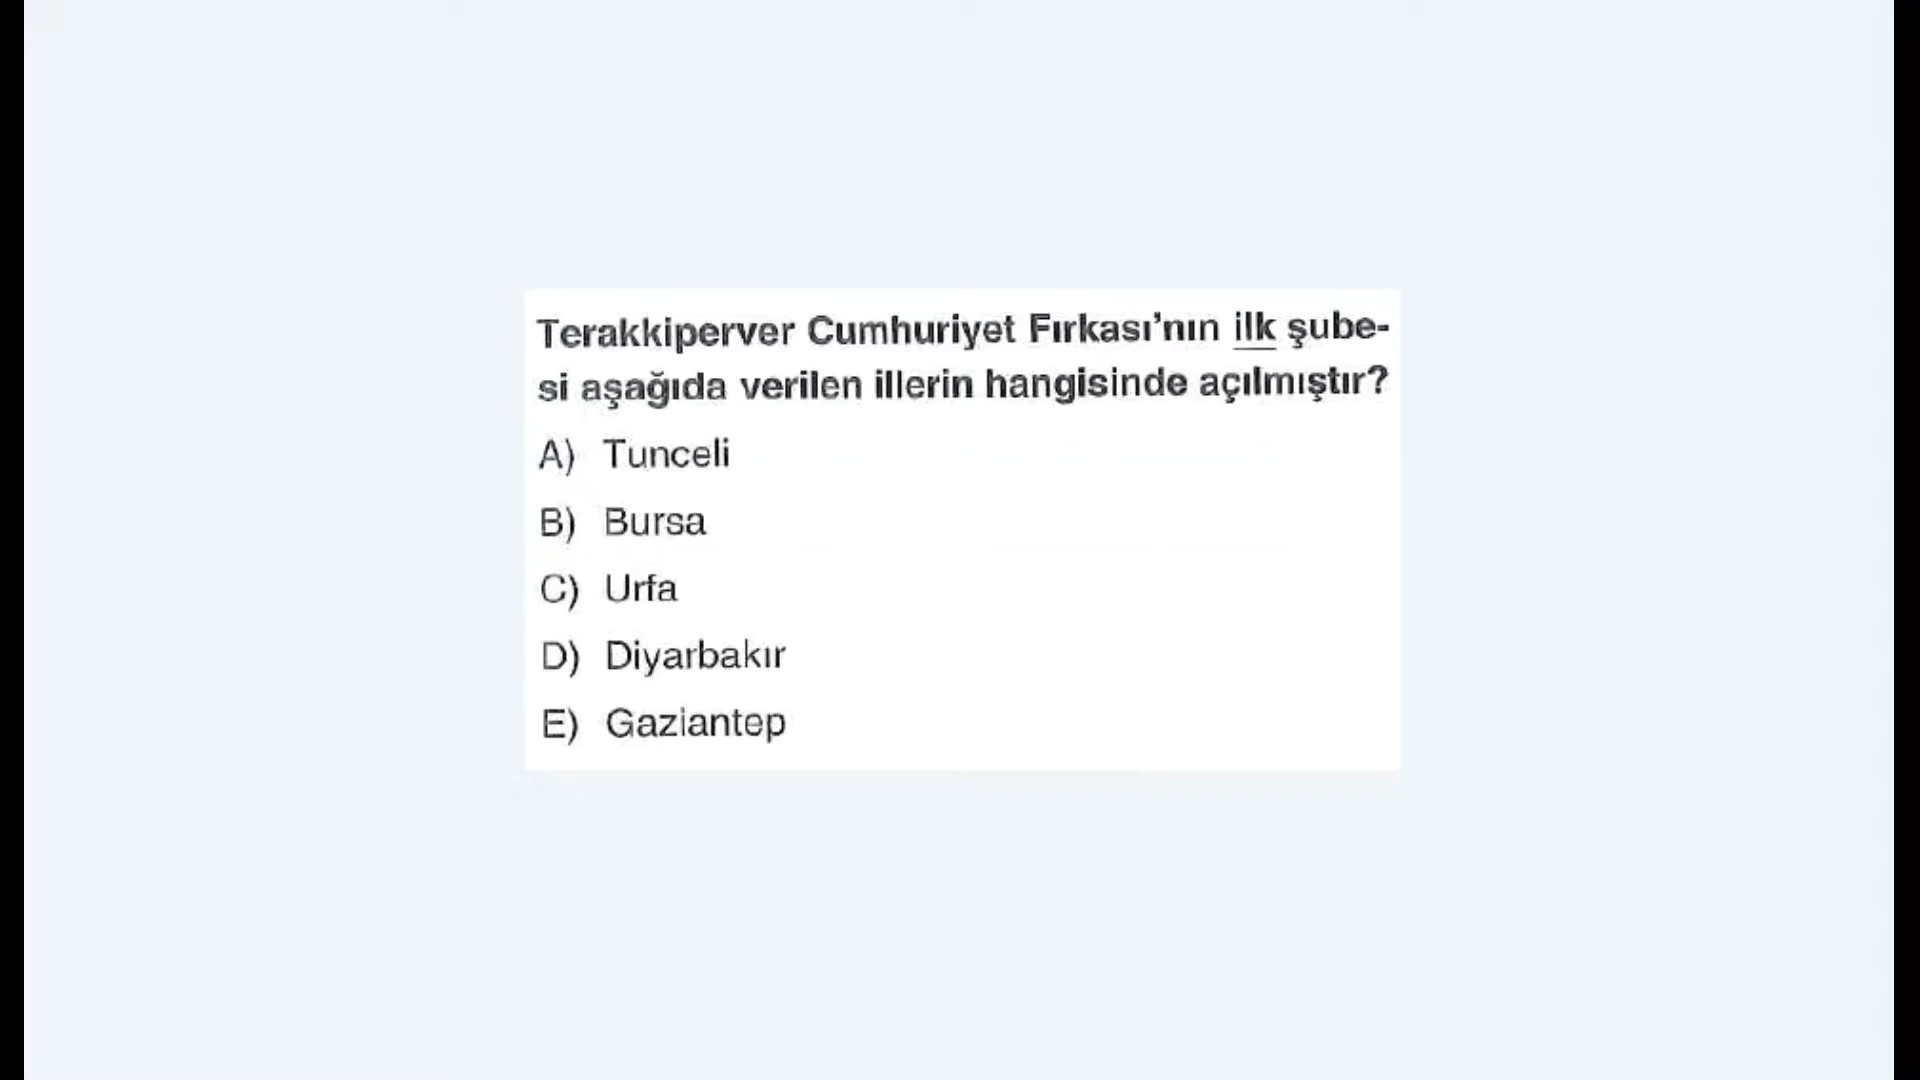 Terakkiperver Cumhuriyet Fırkası’nın ilk şube-
si aşağıda verilen illerin hangisinde açılmıştır?
A) Tunceli
B) Bursa
C) Urfa
D) Diyarbakır
E) Gaziantep